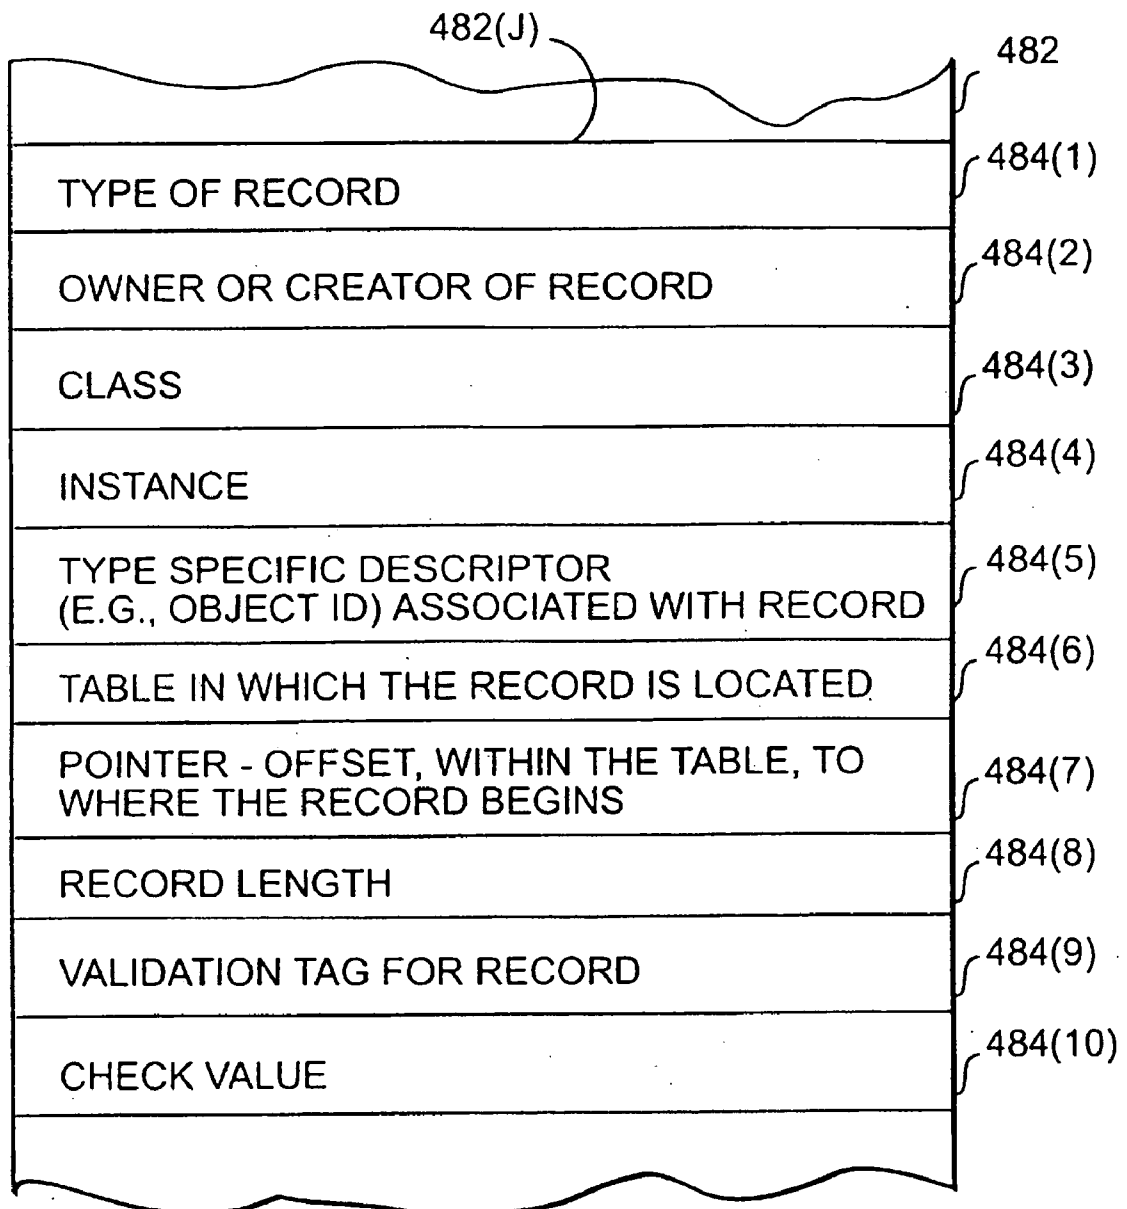 482(J)
482
484(1)
TYPE OF RECORD
484(2)
OWNER OR CREATOR OF RECORD
484(3)
CLASS
484(4)
INSTANCE
484(5)
TYPE SPECIFIC DESCRIPTOR
(E.G., OBJECT ID) ASSOCIATED WITH RECORD
484(6)
TABLE IN WHICH THE RECORD IS LOCATED
484(7)
POINTER - OFFSET, WITHIN THE TABLE, TO
WHERE THE RECORD BEGINS
484(8)
RECORD LENGTH
484(9)
VALIDATION TAG FOR RECORD
484(10)
CHECK VALUE